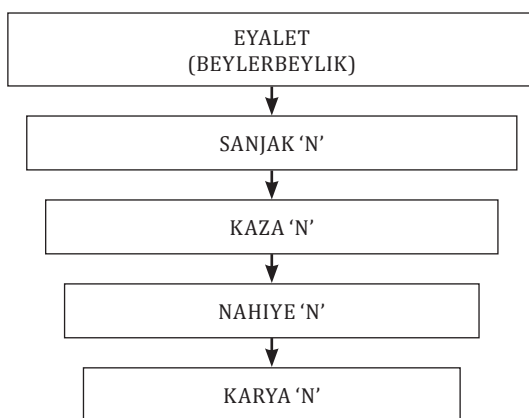 EYALET
(BEYLERBEYLIK)
SANJAK ‘N’
KAZA ‘N’
NAHIYE ‘N’
KARYA ‘N’